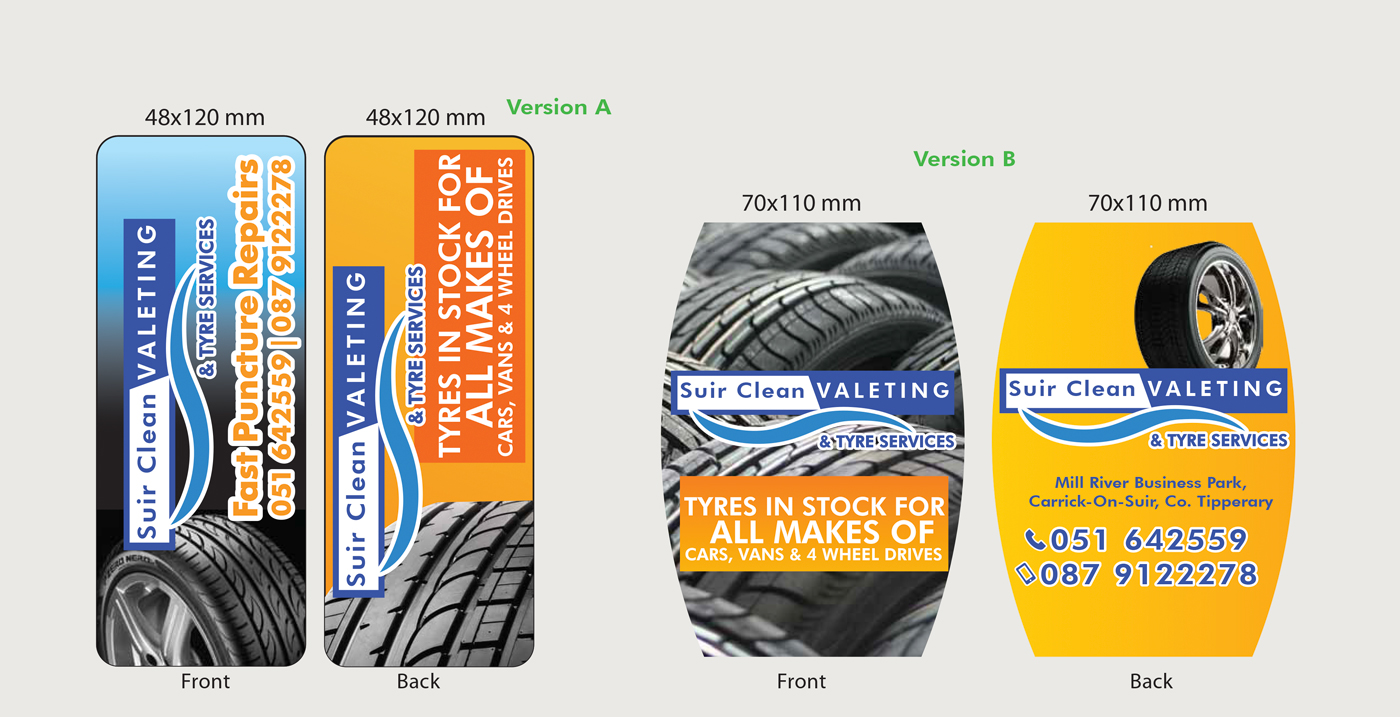 Version A
48x120 mm
Suir Clean VALETING
& TYRE SERVICES
Fast Puncture Repairs
051 642559 | 087 9122278
ZERO NERO
Front
48x120 mm
Suir Clean VALETING
& TYRE SERVICES
TYRES IN STOCK FOR
ALL MAKES OF
CARS, VANS & 4 WHEEL DRIVES
Back
Version B
70x110 mm
Suir Clean VALETING
& TYRE SERVICES
TYRES IN STOCK FOR
ALL MAKES OF
CARS, VANS & 4 WHEEL DRIVES
Front
70x110 mm
Suir Clean VALETING
& TYRE SERVICES
Mill River Business Park,
Carrick-On-Suir, Co. Tipperary
051 642559
087 9122278
Back